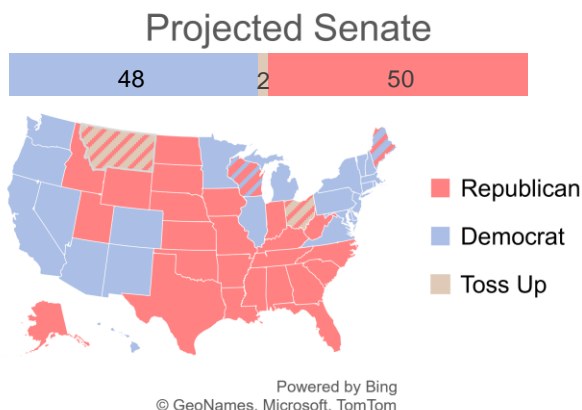 Projected Senate
48 2 50
Republican
Democrat
Toss Up
Powered by Bing
© GeoNames, Microsoft, TomTom